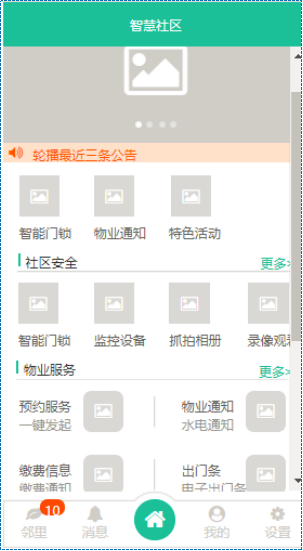 智慧社区
轮播最近三条公告
智能门锁 物业通知 特色活动
社区安全 更多>
智能门锁 监控设备 抓拍相册 录像观看
物业服务 更多>
预约服务 物业通知
一键发起 水电通知
缴费信息 出门条
缴费通知 电子出门条
10
邻里 消息 我的 设置